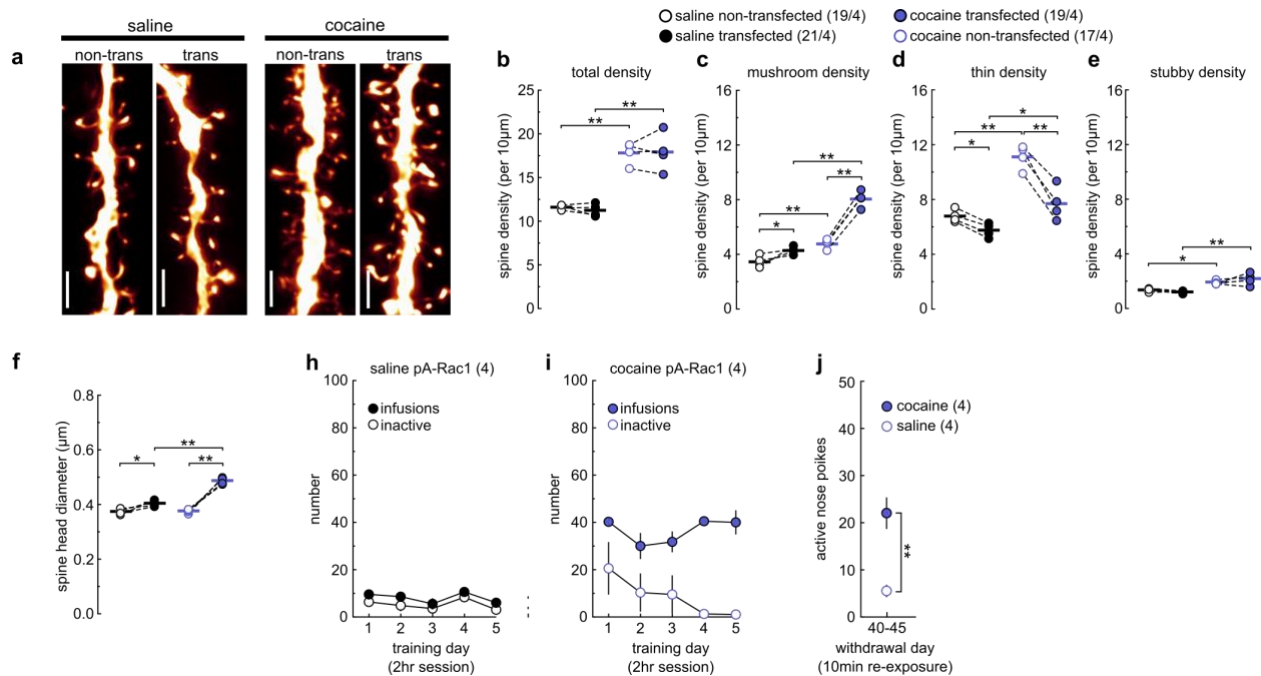 saline
cocaine
a
non-trans
trans
non-trans
trans
saline non-transfected (19/4)
saline transfected (21/4)
cocaine transfected (19/4)
cocaine non-transfected (17/4)
b
total density
spine density (per 10µm)
25
20
15
10
5
0
**
**
c
mushroom density
spine density (per 10µm)
16
12
8
4
0
**
**
**
*
d
thin density
spine density (per 10µm)
16
12
8
4
0
*
**
**
*
e
stubby density
spine density (per 10µm)
16
12
8
4
0
**
*
f
spine head diameter (µm)
0.8
0.6
0.4
0.2
0.0
**
*
**
h
saline pA-Rac1 (4)
number
100
80
60
40
20
0
infusions
inactive
1 2 3 4 5
training day
(2hr session)
i
cocaine pA-Rac1 (4)
number
100
80
60
40
20
0
infusions
inactive
1 2 3 4 5
training day
(2hr session)
j
active nose poikes
50
40
30
20
10
0
cocaine (4)
saline (4)
**
40-45
withdrawal day
(10min re-exposure)